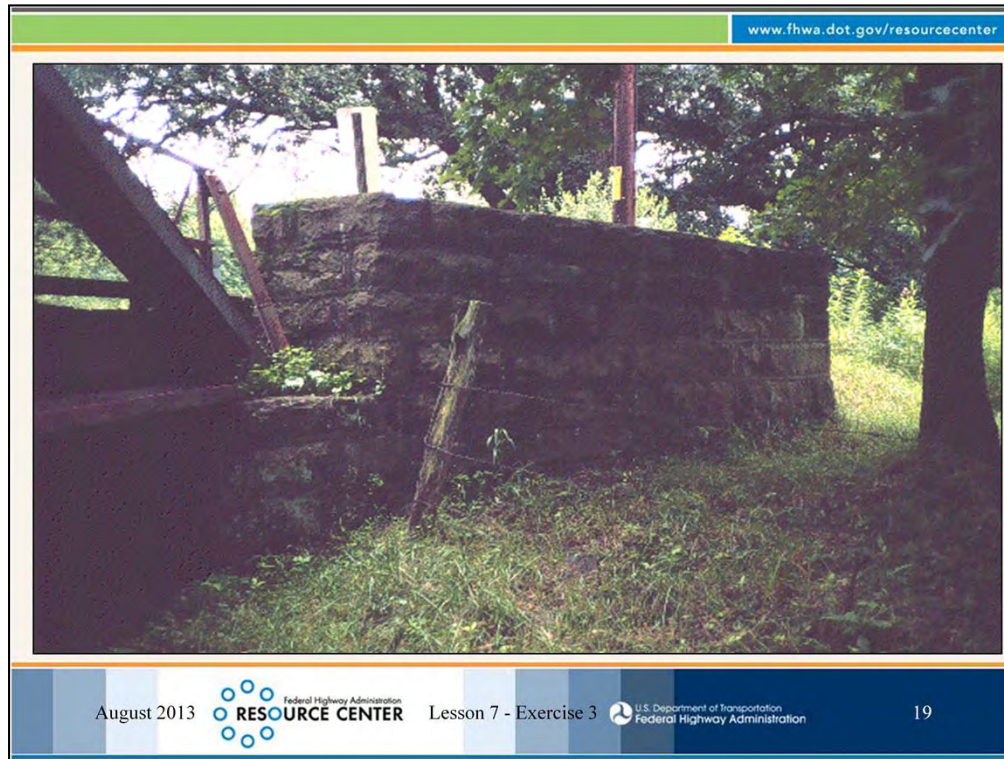 www.fhwa.dot.gov/resourcecenter
August 2013
Federal Highway Administration
RESOURCE CENTER
Lesson 7 - Exercise 3
U.S. Department of Transportation
Federal Highway Administration
19